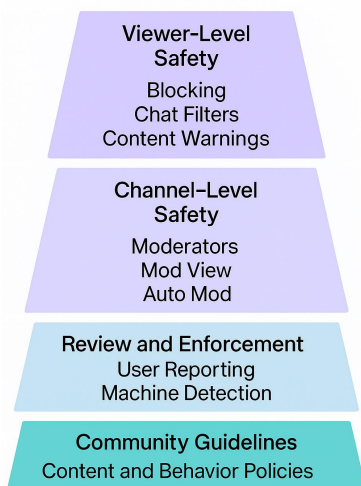 Viewer-Level
Safety
Blocking
Chat Filters
Content Warnings
Channel–Level
Safety
Moderators
Mod View
Auto Mod
Review and Enforcement
User Reporting
Machine Detection
Community Guidelines
Content and Behavior Policies